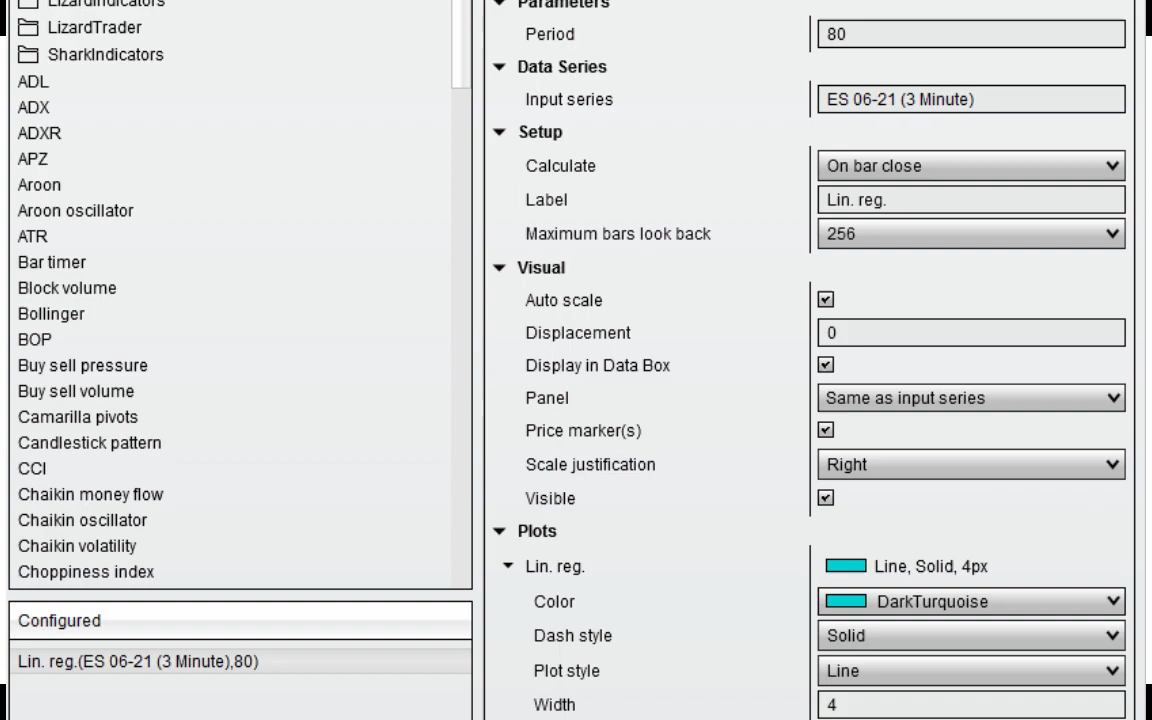 LizardIndicators
LizardTrader
SharkIndicators
ADL
ADX
ADXR
APZ
Aroon
Aroon oscillator
ATR
Bar timer
Block volume
Bollinger
BOP
Buy sell pressure
Buy sell volume
Camarilla pivots
Candlestick pattern
CCI
Chaikin money flow
Chaikin oscillator
Chaikin volatility
Choppiness index
Configured
Lin. reg.(ES 06-21 (3 Minute),80)
Parameters
Period 80
Data Series
Input series ES 06-21 (3 Minute)
Setup
Calculate On bar close
Label Lin. reg.
Maximum bars look back 256
Visual
Auto scale
Displacement 0
Display in Data Box
Panel Same as input series
Price marker(s)
Scale justification Right
Visible
Plots
Lin. reg. Line, Solid, 4px
Color DarkTurquoise
Dash style Solid
Plot style Line
Width 4